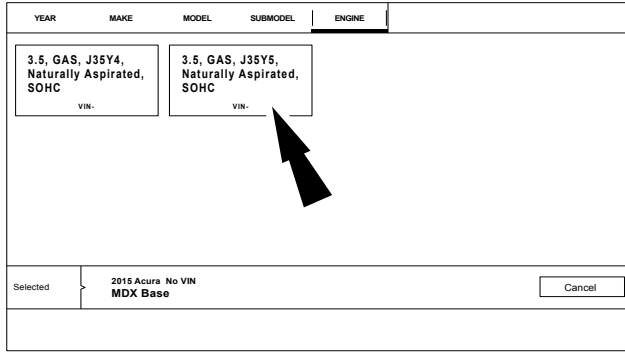 YEAR MAKE MODEL SUBMODEL ENGINE
3.5, GAS, J35Y4,
Naturally Aspirated,
SOHC
VIN-
3.5, GAS, J35Y5,
Naturally Aspirated,
SOHC
VIN-
Selected
2015 Acura No VIN
MDX Base
Cancel